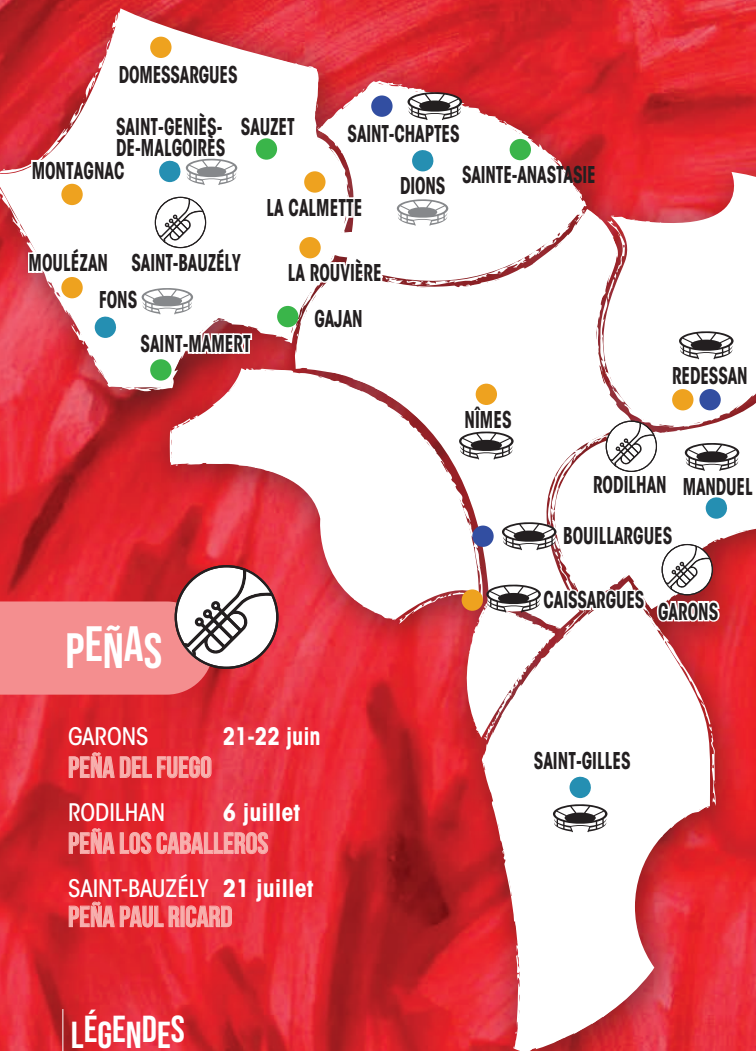 DOMESSARGUES
SAINT-GENIÈS-
DE-MALGOIRÈS
SAUZET
SAINT-CHAPTES
MONTAGNAC
LA CALMETTE
DIONS
SAINTE-ANASTASIE
MOULÉZAN
SAINT-BAUZÉLY
LA ROUVIÈRE
FONS
GAJAN
SAINT-MAMERT
REDESSAN
NÎMES
RODILHAN
MANDUEL
BOUILLARGUES
CAISSARGUES
GARONS
SAINT-GILLES
PEÑAS
GARONS 21-22 juin
PEÑA DEL FUEGO
RODILHAN 6 juillet
PEÑA LOS CABALLEROS
SAINT-BAUZÉLY 21 juillet
PEÑA PAUL RICARD
LÉGENDES